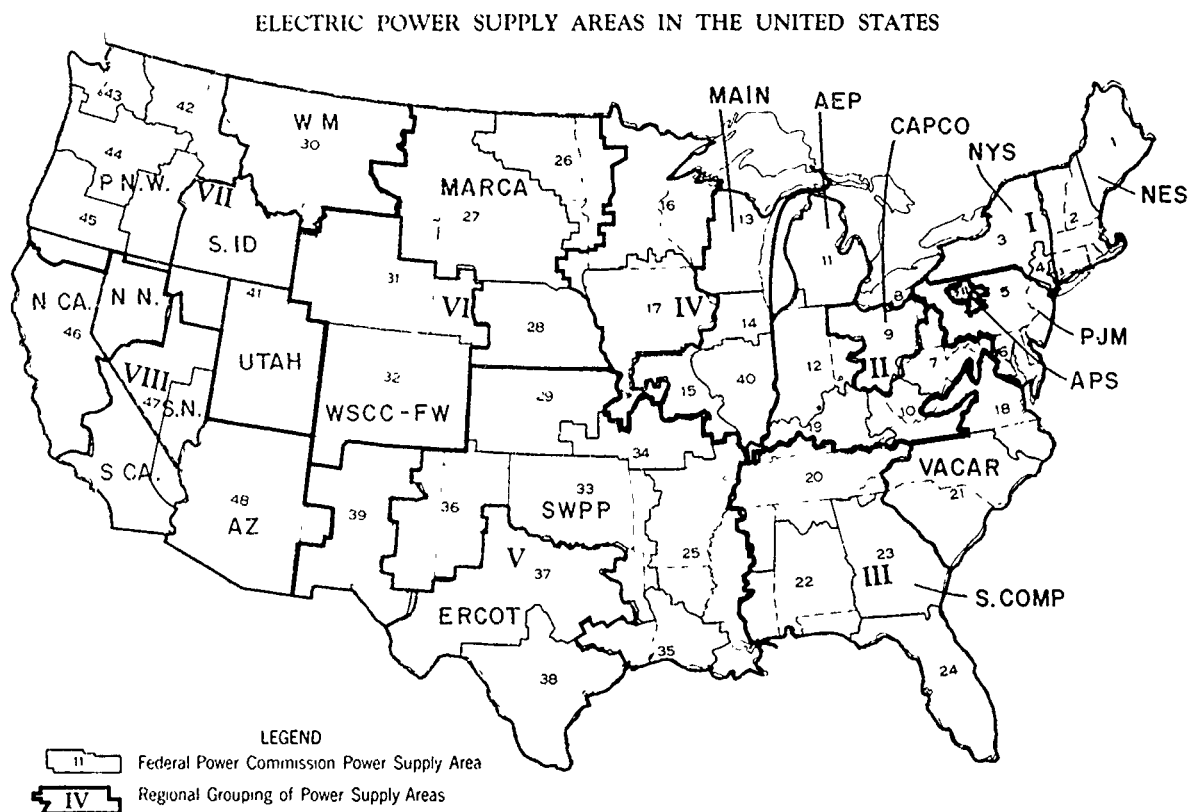 ELECTRIC POWER SUPPLY AREAS IN THE UNITED STATES
MAIN
AEP
CAPCO
NYS
NES
43
42
W M
30
44
P.N.W.
VII
45
S. ID
MARCA
26
27
16
13
11
3
I
1
2
4
5
8
PJM
APS
N CA.
46
N N.
41
UTAH
31
VI
28
17
IV
14
12
9
II
7
6
10
18
VIII
47
S.N.
32
WSCC-FW
29
15
40
19
34
S CA.
48
AZ
39
36
33
SWPP
V
37
ERCOT
38
25
35
20
VACAR
21
22
23
III
S.COMP
24
LEGEND
11 Federal Power Commission Power Supply Area
IV Regional Grouping of Power Supply Areas